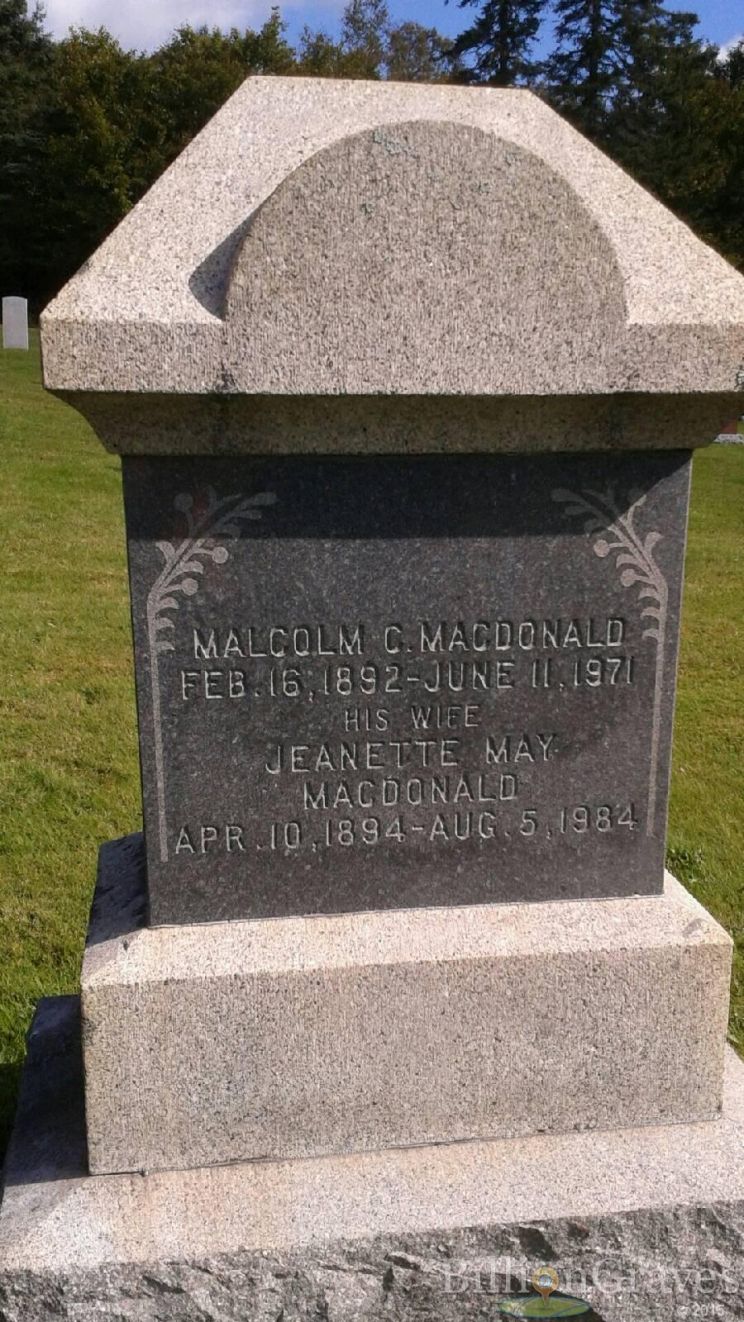 MALCOLM C. MACDONALD
FEB. 16, 1892 - JUNE 11, 1971
HIS WIFE
JEANETTE MAY
MACDONALD
APR. 10, 1894 - AUG. 5, 1984
BillionGraves
© 2015